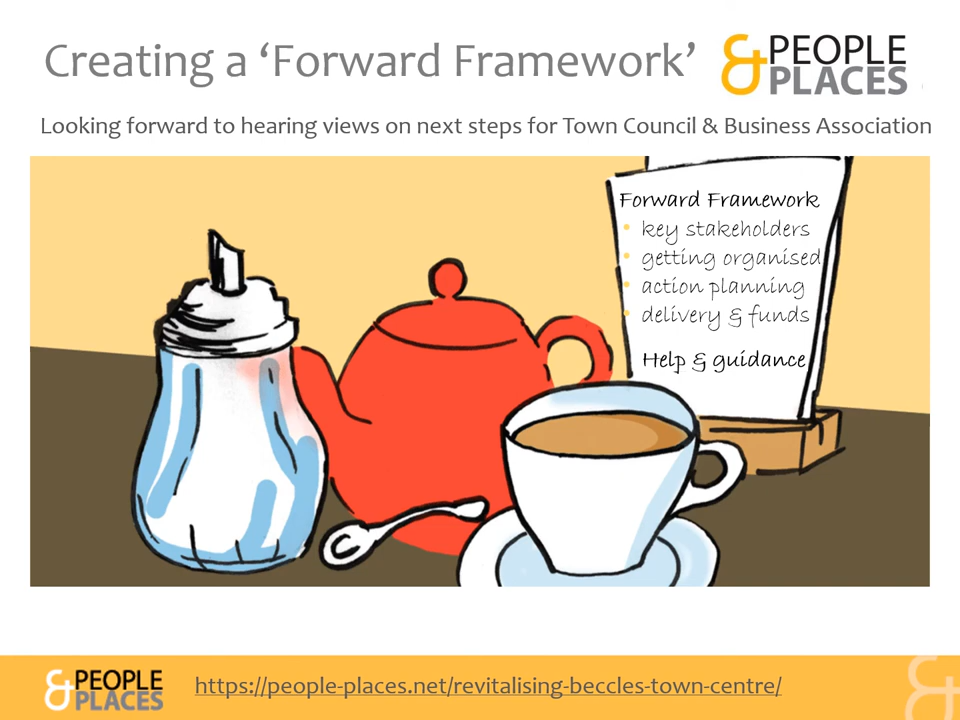 Creating a ‘Forward Framework’
& PEOPLE
PLACES
Looking forward to hearing views on next steps for Town Council & Business Association
Forward Framework
• key stakeholders
• getting organised
• action planning
• delivery & funds
Help & guidance
& PEOPLE
PLACES
https://people-places.net/revitalising-beccles-town-centre/
&